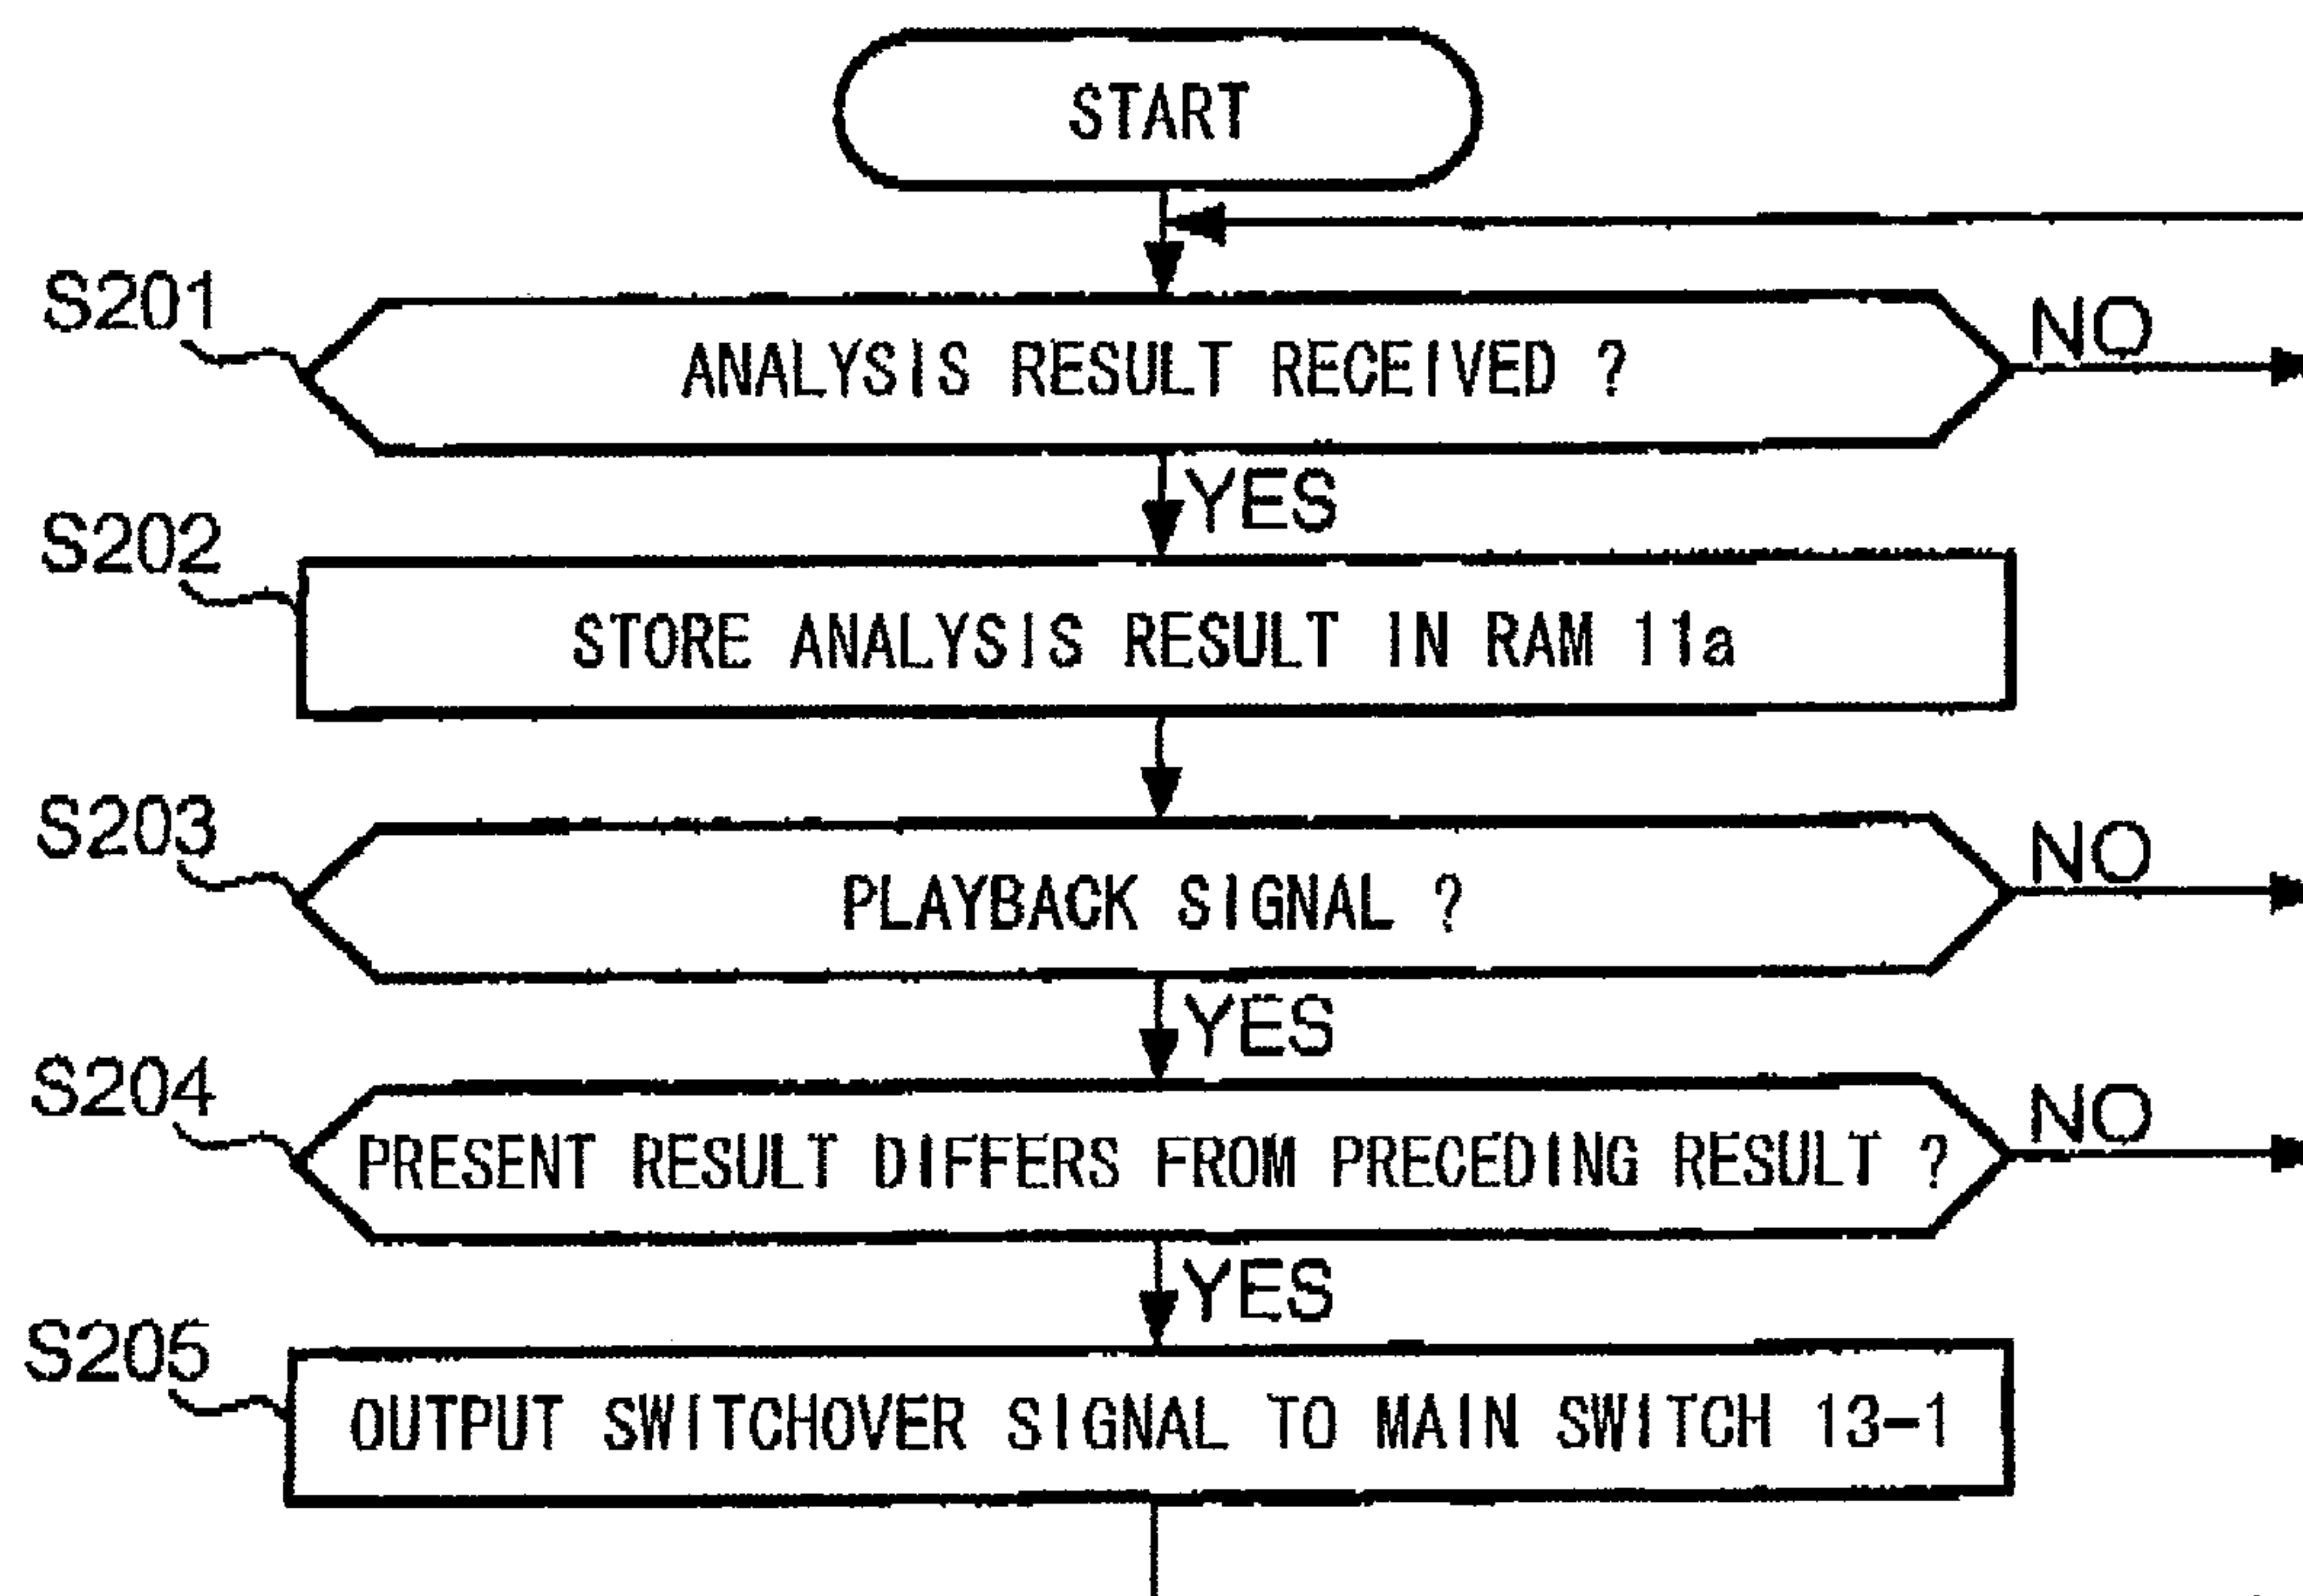 START
S201
ANALYSIS RESULT RECEIVED ?
NO
YES
S202
STORE ANALYSIS RESULT IN RAM 11a
S203
PLAYBACK SIGNAL ?
NO
YES
S204
PRESENT RESULT DIFFERS FROM PRECEDING RESULT ?
NO
YES
S205
OUTPUT SWITCHOVER SIGNAL TO MAIN SWITCH 13-1